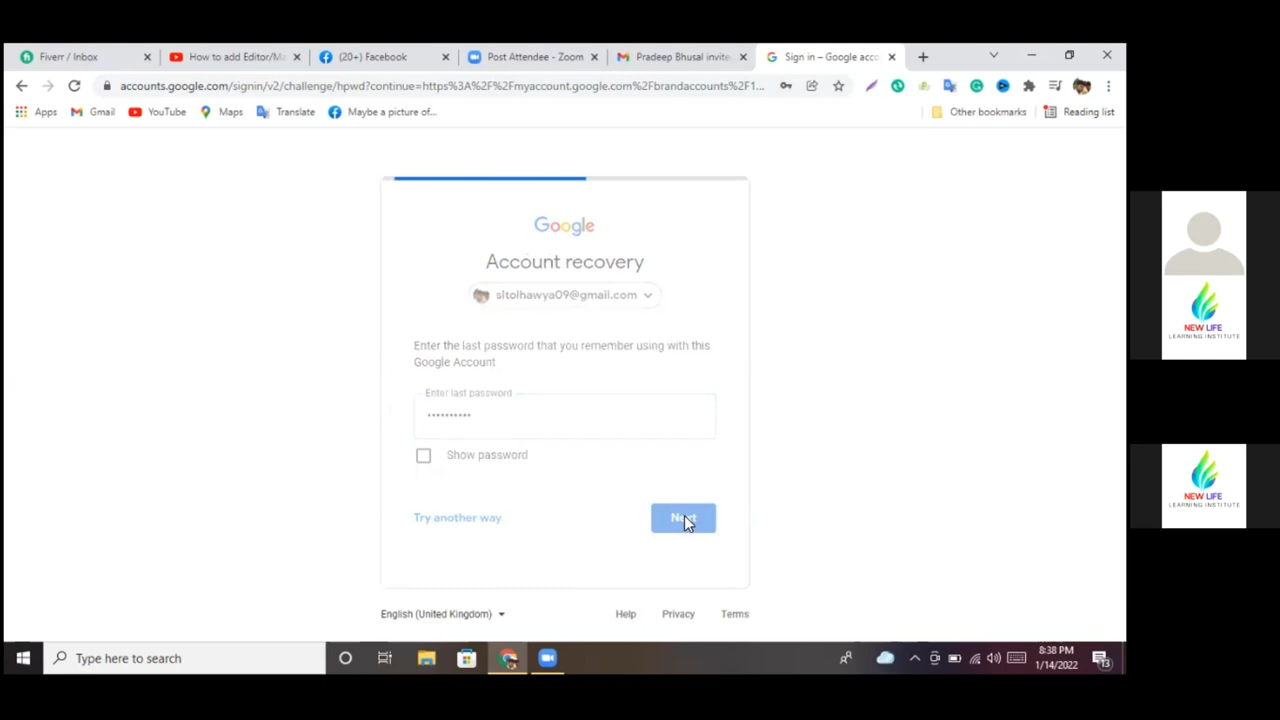 Fiverr / Inbox
How to add Editor/Ma
(20+) Facebook
Post Attendee - Zoom
Pradeep Bhusal invite
Sign in – Google acco
accounts.google.com/signin/v2/challenge/hpwd?continue=https%3A%2F%2Fmyaccount.google.com%2Fbrandaccounts%2F1...
Apps
Gmail
YouTube
Maps
Translate
Maybe a picture of...
Other bookmarks
Reading list
Google
Account recovery
sitolhawya09@gmail.com
Enter the last password that you remember using with this
Google Account
Enter last password
••••••••••
Show password
Try another way
Next
English (United Kingdom)
Help
Privacy
Terms
NEW LIFE
LEARNING INSTITUTE
NEW LIFE
LEARNING INSTITUTE
Type here to search
8:38 PM
1/14/2022
13